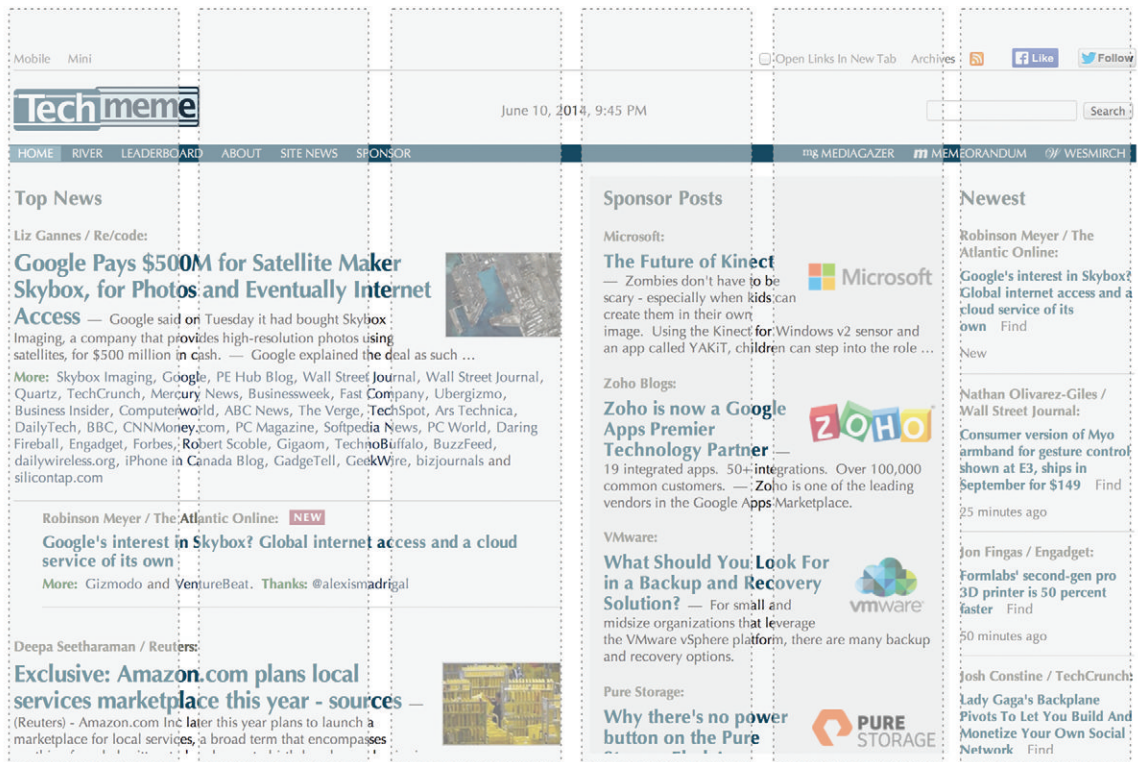 Mobile Mini
Open Links In New Tab Archives Like Follow
Techmeme
June 10, 2014, 9:45 PM
Search
HOME RIVER LEADERBOARD ABOUT SITE NEWS SPONSOR
mg MEDIAGAZER m MEMEORANDUM W WESMIRCH
Top News
Liz Gannes / Re/code:
Google Pays $500M for Satellite Maker
Skybox, for Photos and Eventually Internet
Access — Google said on Tuesday it had bought Skybox
Imaging, a company that provides high-resolution photos using
satellites, for $500 million in cash. — Google explained the deal as such …
More: Skybox Imaging, Google, PE Hub Blog, Wall Street Journal, Wall Street Journal,
Quartz, TechCrunch, Mercury News, Businessweek, Fast Company, Ubergizmo,
Business Insider, Computerworld, ABC News, The Verge, TechSpot, Ars Technica,
DailyTech, BBC, CNNMoney.com, PC Magazine, Softpedia News, PC World, Daring
Fireball, Engadget, Forbes, Robert Scoble, Gigaom, TechnoBuffalo, BuzzFeed,
dailywireless.org, iPhone in Canada Blog, GadgeTell, GeekWire, bizjournals and
silicontap.com
Robinson Meyer / The Atlantic Online: NEW
Google's interest in Skybox? Global internet access and a cloud
service of its own
More: Gizmodo and VentureBeat. Thanks: @alexismadrigal
Deepa Seetharaman / Reuters:
Exclusive: Amazon.com plans local
services marketplace this year - sources —
(Reuters) - Amazon.com Inc later this year plans to launch a
marketplace for local services, a broad term that encompasses
Sponsor Posts
Microsoft:
The Future of Kinect
— Zombies don't have to be
scary - especially when kids can
create them in their own
image. Using the Kinect for Windows v2 sensor and
an app called YAKiT, children can step into the role …
Microsoft
Zoho Blogs:
Zoho is now a Google
Apps Premier
Technology Partner —
19 integrated apps. 50+ integrations. Over 100,000
common customers. — Zoho is one of the leading
vendors in the Google Apps Marketplace.
ZOHO
VMware:
What Should You Look For
in a Backup and Recovery
Solution? — For small and
midsize organizations that leverage
the VMware vSphere platform, there are many backup
and recovery options.
vmware
Pure Storage:
Why there's no power
button on the Pure
PURE
STORAGE
Newest
Robinson Meyer / The
Atlantic Online:
Google's interest in Skybox?
Global internet access and a
cloud service of its
own Find
New
Nathan Olivarez-Giles /
Wall Street Journal:
Consumer version of Myo
armband for gesture control
shown at E3, ships in
September for $149 Find
25 minutes ago
Jon Fingas / Engadget:
Formlabs' second-gen pro
3D printer is 50 percent
faster Find
50 minutes ago
Josh Constine / TechCrunch:
Lady Gaga's Backplane
Pivots To Let You Build And
Monetize Your Own Social
Network Find